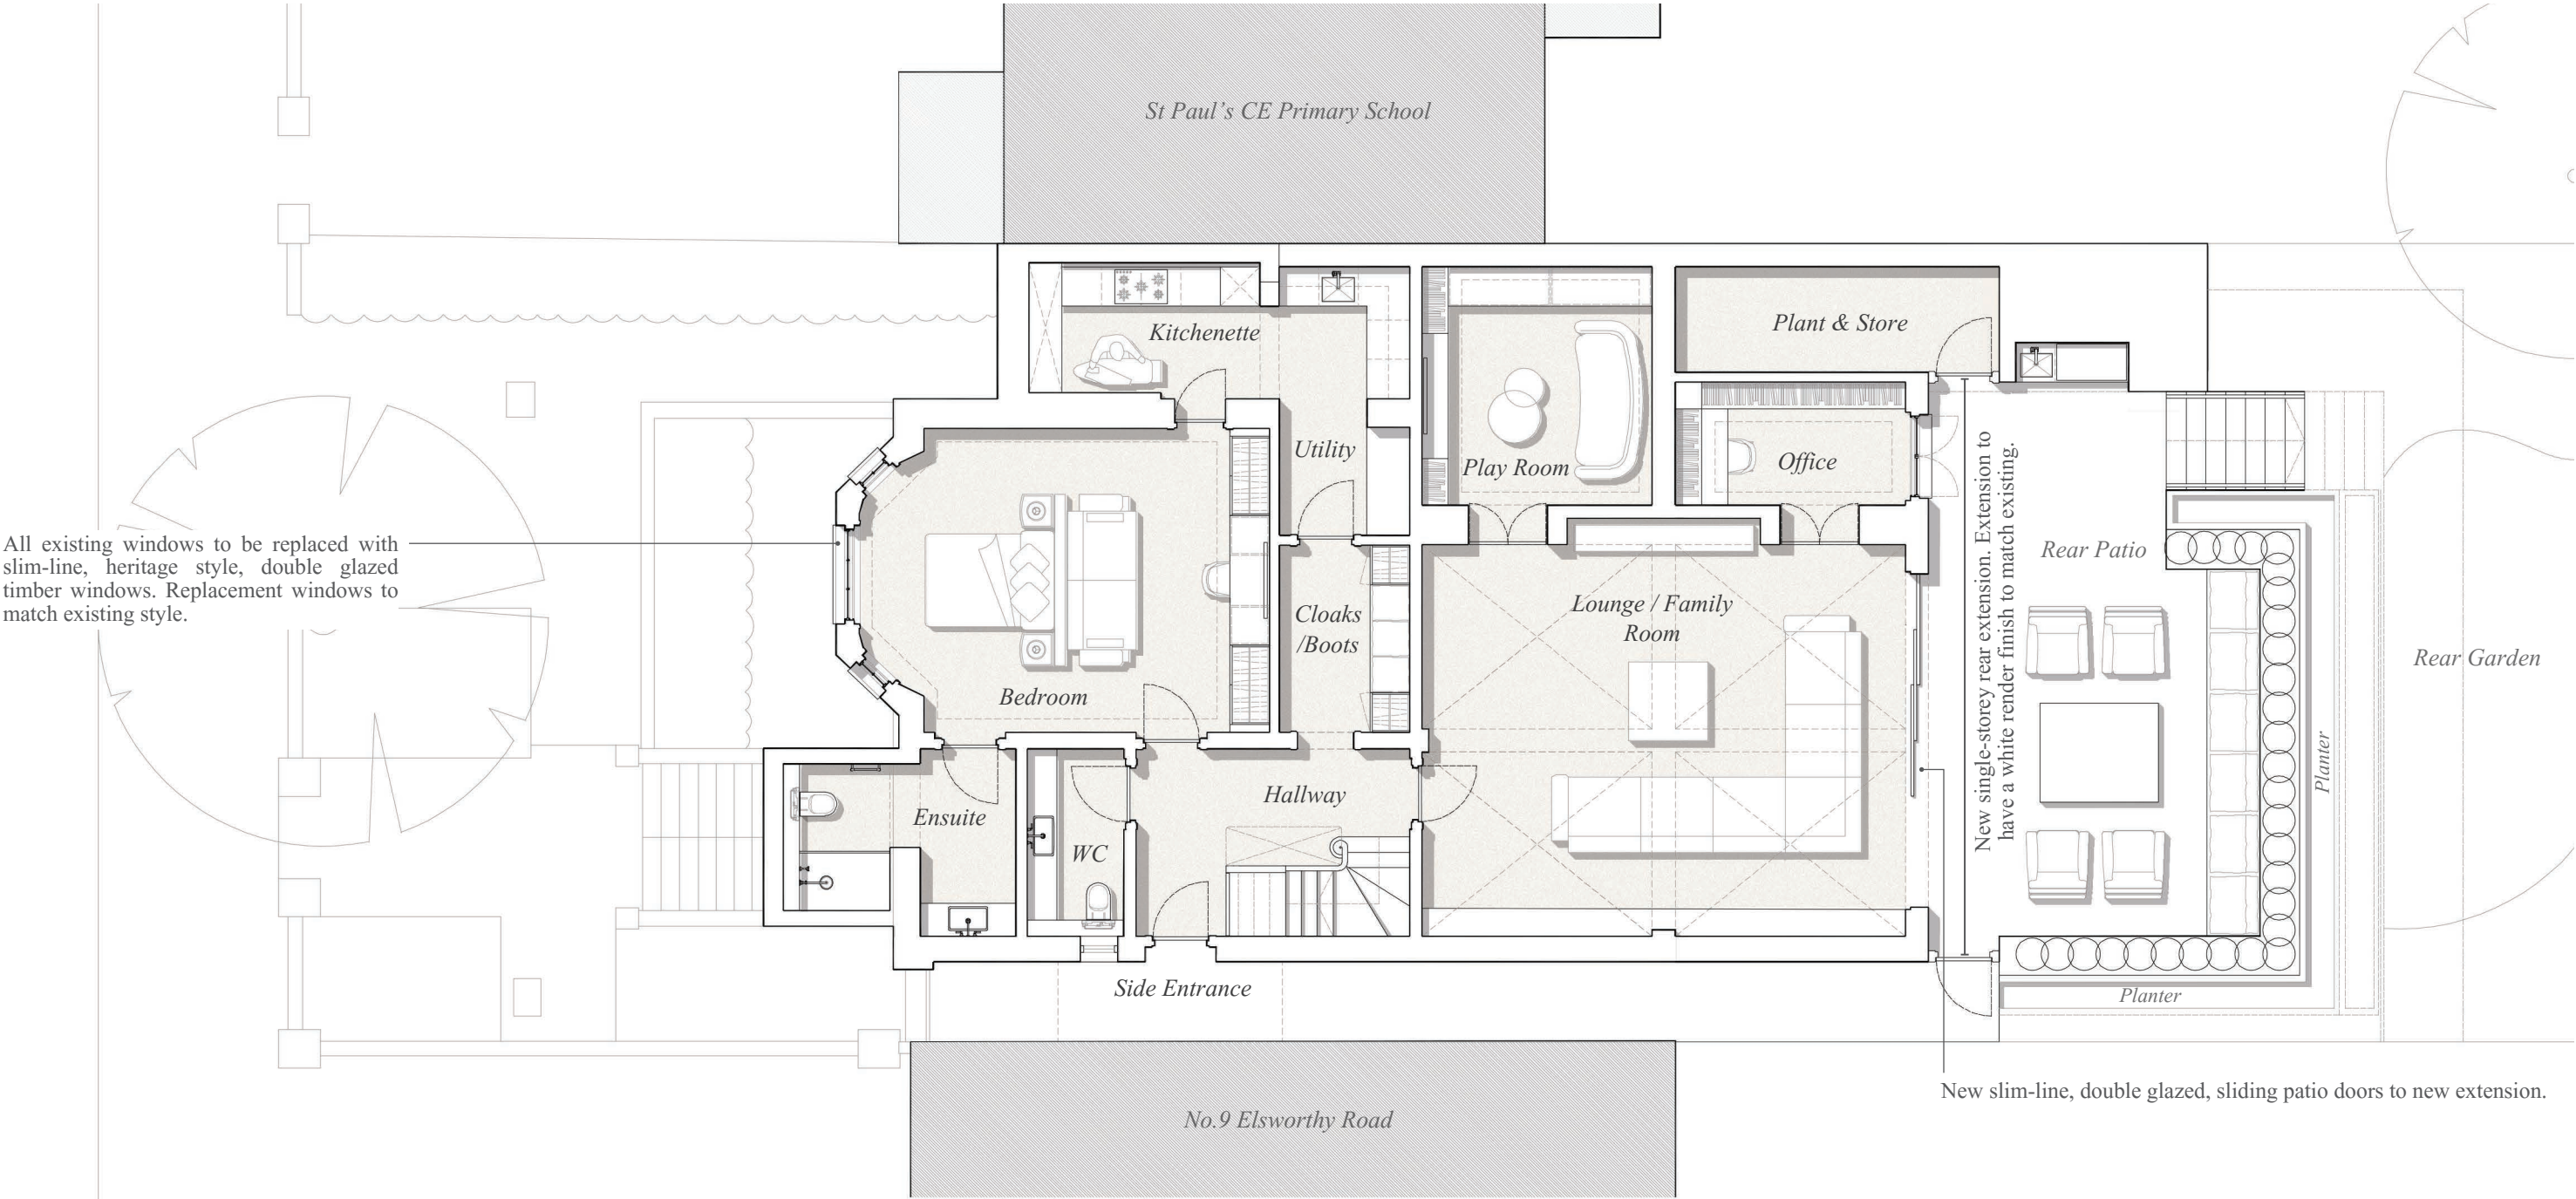 St Paul's CE Primary School
Kitchenette
Plant & Store
Utility
Play Room
Office
All existing windows to be replaced with
slim-line, heritage style, double glazed
timber windows. Replacement windows to
match existing style.
New single-storey rear extension. Extension to
have a white render finish to match existing.
Rear Patio
Cloaks
/Boots
Lounge / Family
Room
Rear Garden
Bedroom
Hallway
Ensuite
WC
Planter
Side Entrance
Planter
New slim-line, double glazed, sliding patio doors to new extension.
No.9 Elsworthy Road